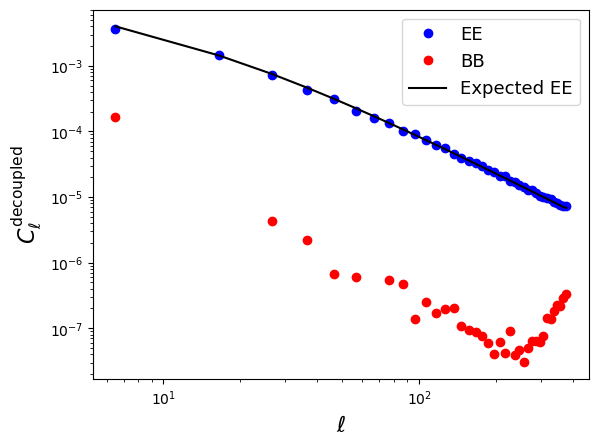 EE
BB
Expected EE
10⁻³
10⁻⁴
10⁻⁵
10⁻⁶
10⁻⁷
C_ℓ^decoupled
10¹
10²
ℓ